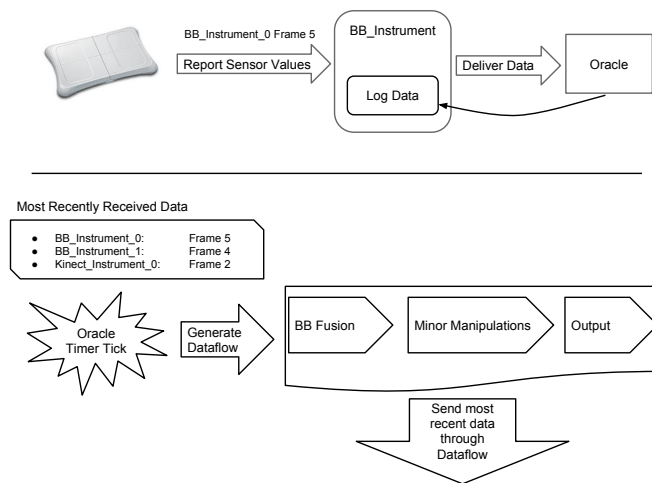 BB_Instrument_0 Frame 5
Report Sensor Values
BB_Instrument
Log Data
Deliver Data
Oracle
Most Recently Received Data
● BB_Instrument_0: Frame 5
● BB_Instrument_1: Frame 4
● Kinect_Instrument_0: Frame 2
Oracle
Timer Tick
Generate
Dataflow
BB Fusion
Minor Manipulations
Output
Send most
recent data
through
Dataflow